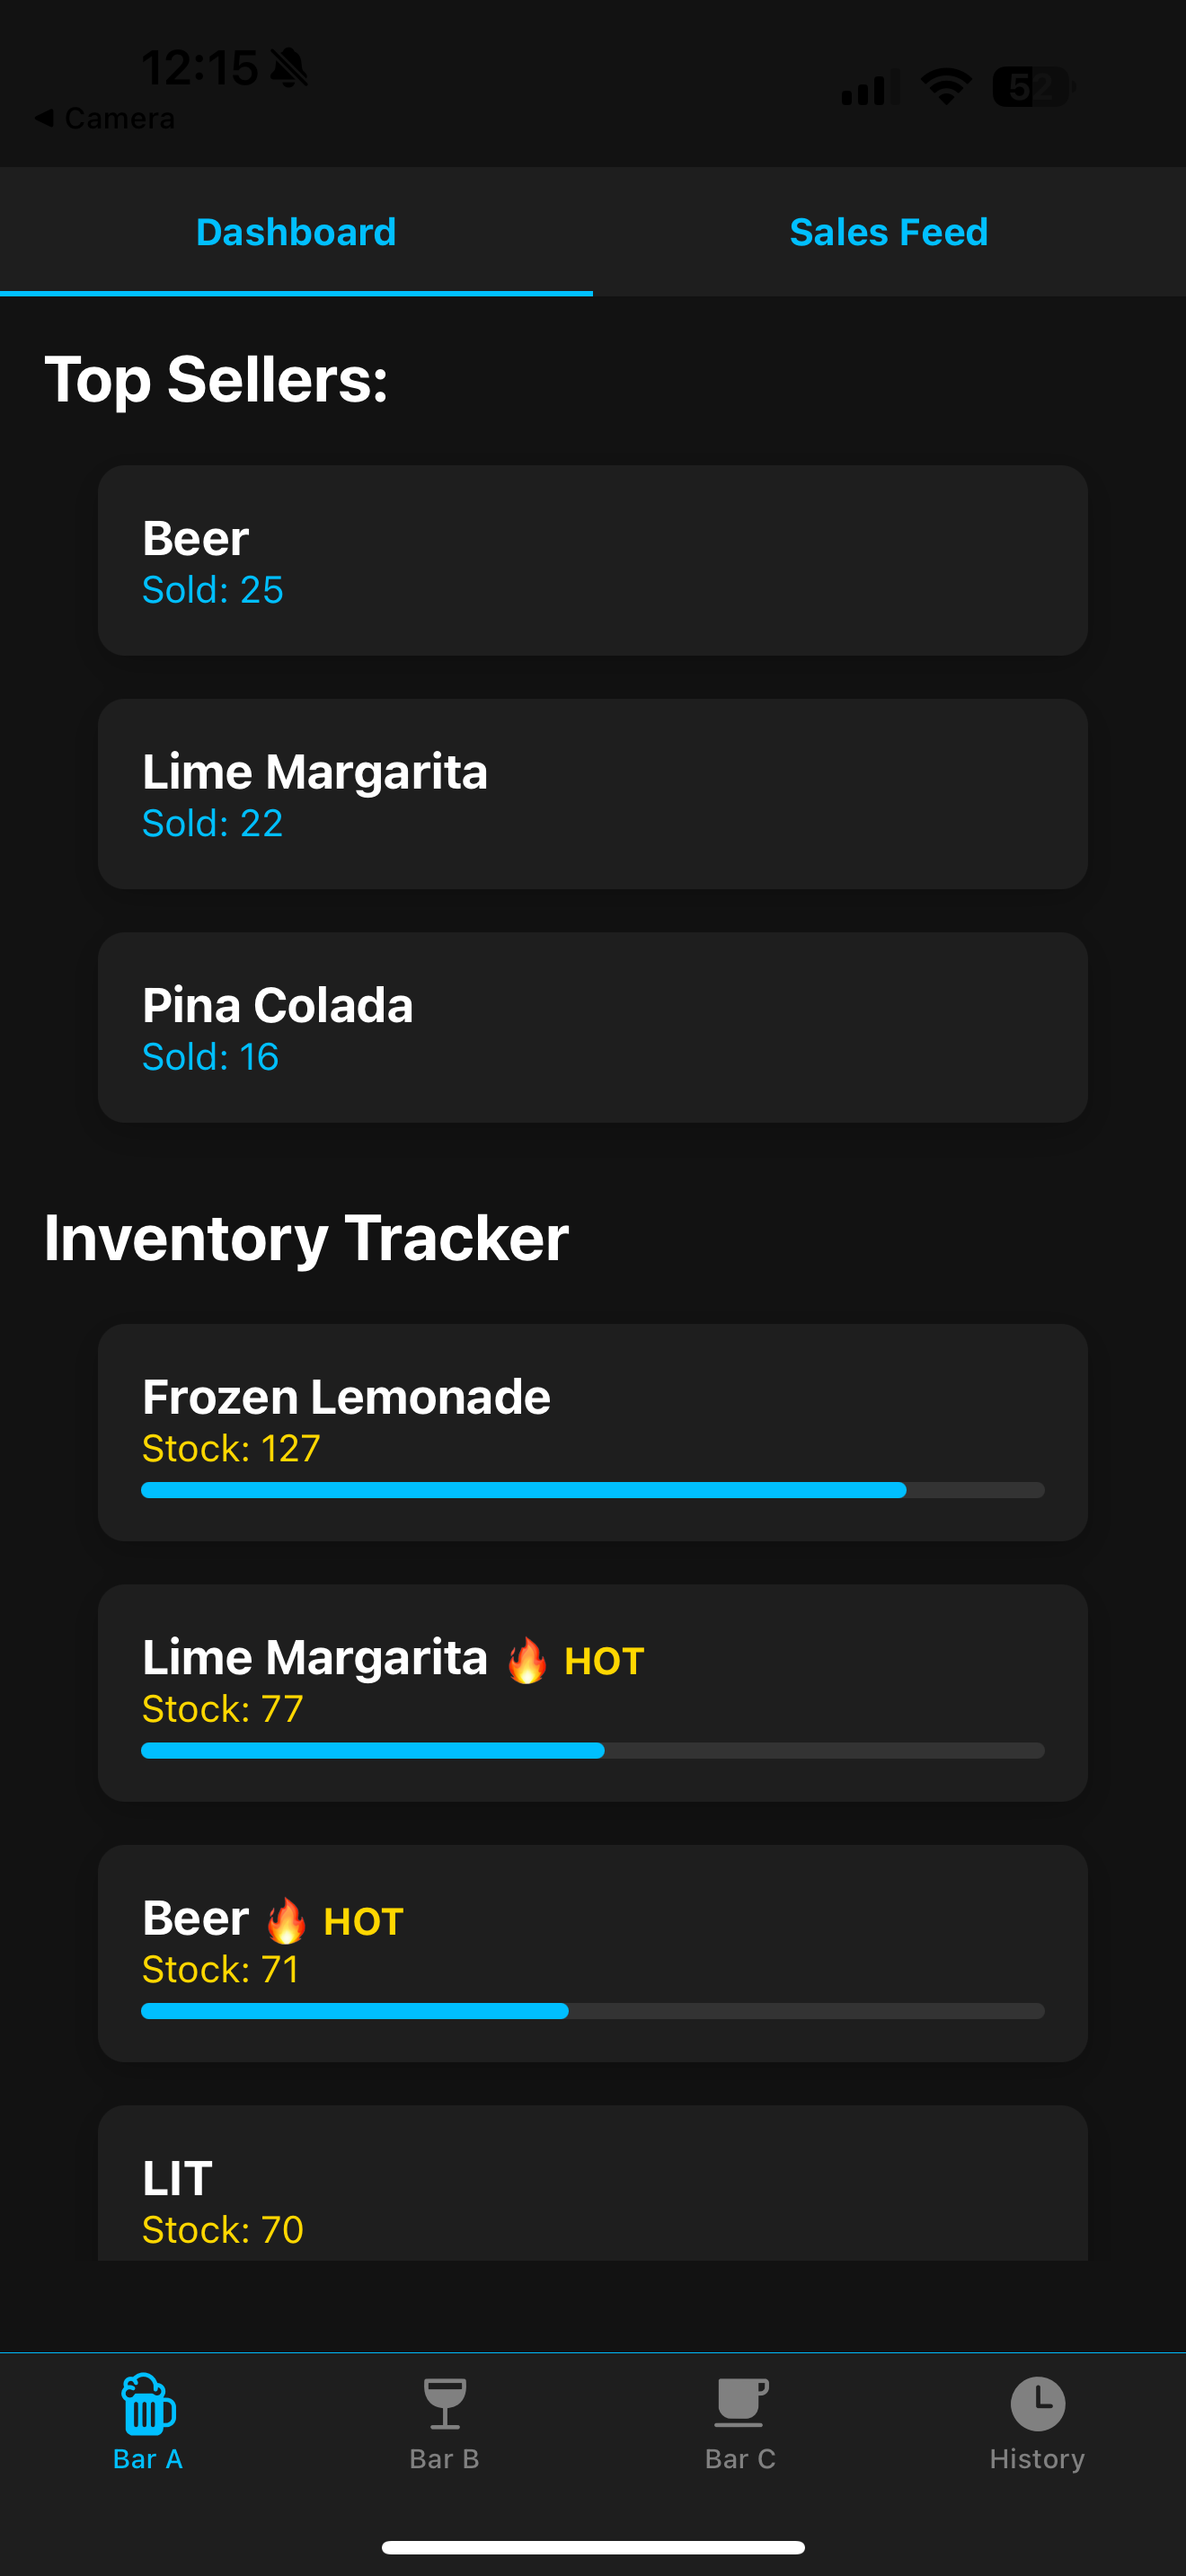 12:15
Camera
52
Dashboard
Sales Feed
Top Sellers:
Beer
Sold: 25
Lime Margarita
Sold: 22
Pina Colada
Sold: 16
Inventory Tracker
Frozen Lemonade
Stock: 127
Lime Margarita 🔥 HOT
Stock: 77
Beer 🔥 HOT
Stock: 71
LIT
Stock: 70
Bar A
Bar B
Bar C
History